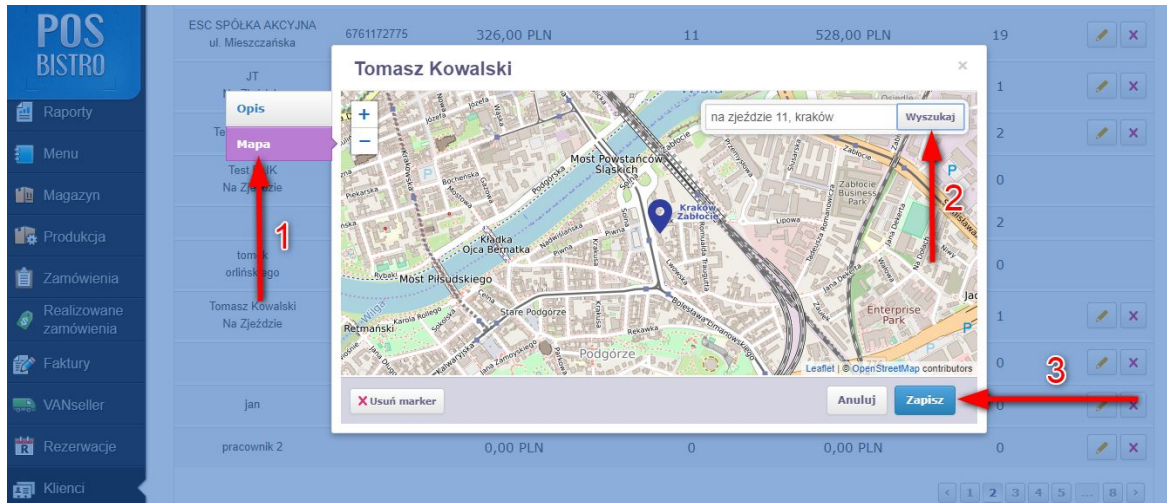 POS
BISTRO
Raporty
Menu
Magazyn
Produkcja
Zamówienia
Realizowane
zamówienia
Faktury
VANseller
Rezerwacje
Klienci
ESC SPÓŁKA AKCYJNA
ul. Mieszczańska
6761172775
326,00 PLN
11
528,00 PLN
19
JT
1
2
0
2
0
tomek
orlińskiego
Tomasz Kowalski
Na Zjeździe
1
0
jan
0
pracownik 2
0,00 PLN
0
0,00 PLN
0
< 1 2 3 4 5 ... 8 >
Tomasz Kowalski
×
Opis
Mapa
+
−
na zjeździe 11, kraków
Wyszukaj
Most Powstańców
Śląskich
Zabłocie
Business
Park
Kraków
Zabłocie
Lipowa
Kładka
Ojca Bernatka
Most Piłsudskiego
Stare Podgórze
Rękawka
Podgórze
Retmański
Enterprise
Park
P
P
P
Leaflet | © OpenStreetMap contributors
X Usuń marker
Anuluj
Zapisz
1
2
3